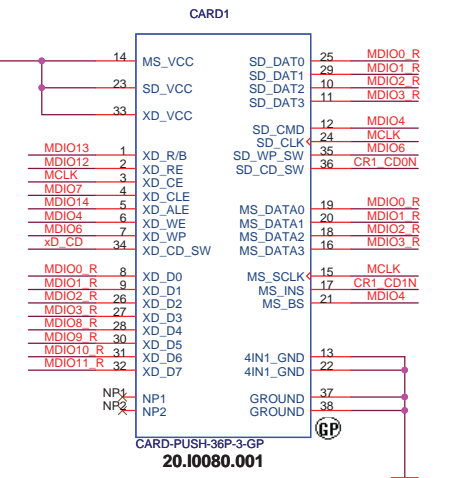 CARD1
14 MS_VCC SD_DAT0 25 MDIO0_R
SD_DAT1 29 MDIO1_R
23 SD_VCC SD_DAT2 10 MDIO2_R
SD_DAT3 11 MDIO3_R
33 XD_VCC
SD_CMD 12 MDIO4
SD_CLK 24 MCLK
MDIO13 1 XD_R/B SD_WP_SW 35 MDIO6
MDIO12 2 XD_RE SD_CD_SW 36 CR1_CD0N
MCLK 3 XD_CE
MDIO7 4 XD_CLE
MDIO14 5 XD_ALE MS_DATA0 19 MDIO0_R
MDIO4 6 XD_WE MS_DATA1 20 MDIO1_R
MDIO6 7 XD_WP MS_DATA2 18 MDIO2_R
xD_CD 34 XD_CD_SW MS_DATA3 16 MDIO3_R
MDIO0_R 8 XD_D0 MS_SCLK 15 MCLK
MDIO1_R 9 XD_D1 MS_INS 17 CR1_CD1N
MDIO2_R 26 XD_D2 MS_BS 21 MDIO4
MDIO3_R 27 XD_D3
MDIO8_R 28 XD_D4
MDIO9_R 30 XD_D5
MDIO10_R 31 XD_D6 4IN1_GND 13
MDIO11_R 32 XD_D7 4IN1_GND 22
NP1 NP1 GROUND 37
NP2 NP2 GROUND 38
GP
CARD-PUSH-36P-3-GP
20.I0080.001